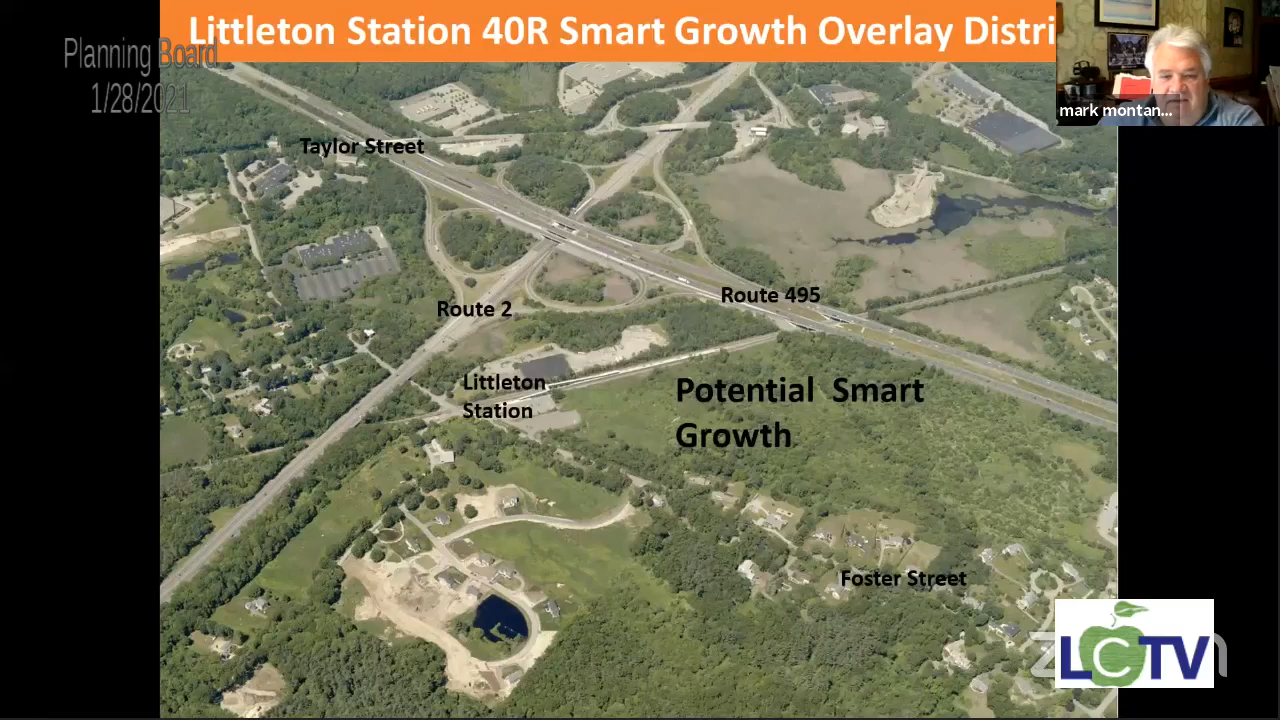 Littleton Station 40R Smart Growth Overlay Distri
Planning Board
1/28/2021
mark montan...
Taylor Street
Route 2
Route 495
Littleton
Station
Potential Smart
Growth
Foster Street
LCTV